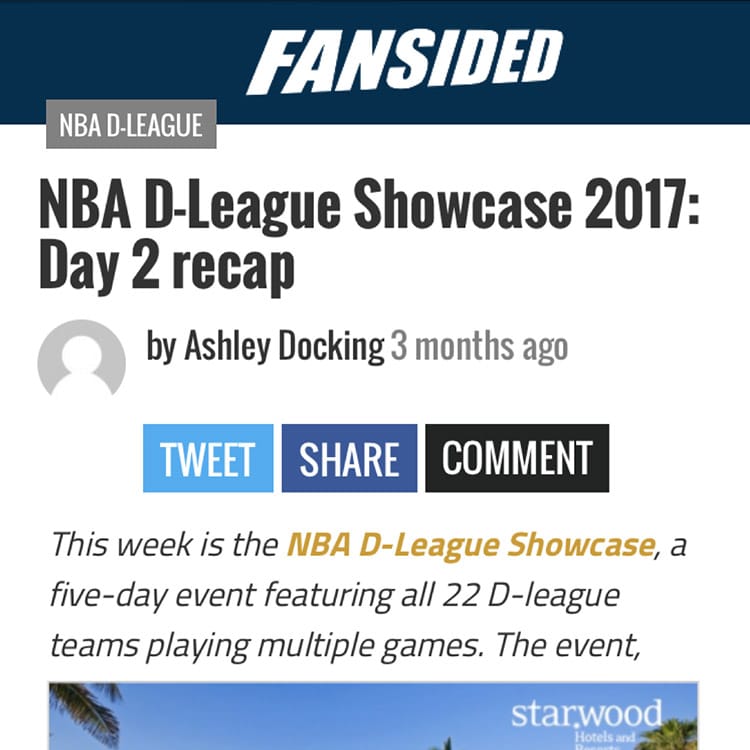 FANSIDED
NBA D-LEAGUE
NBA D-League Showcase 2017:
Day 2 recap
by Ashley Docking 3 months ago
TWEET SHARE COMMENT
This week is the NBA D-League Showcase, a
five-day event featuring all 22 D-league
teams playing multiple games. The event,
starwood
Hotels and
Resorts